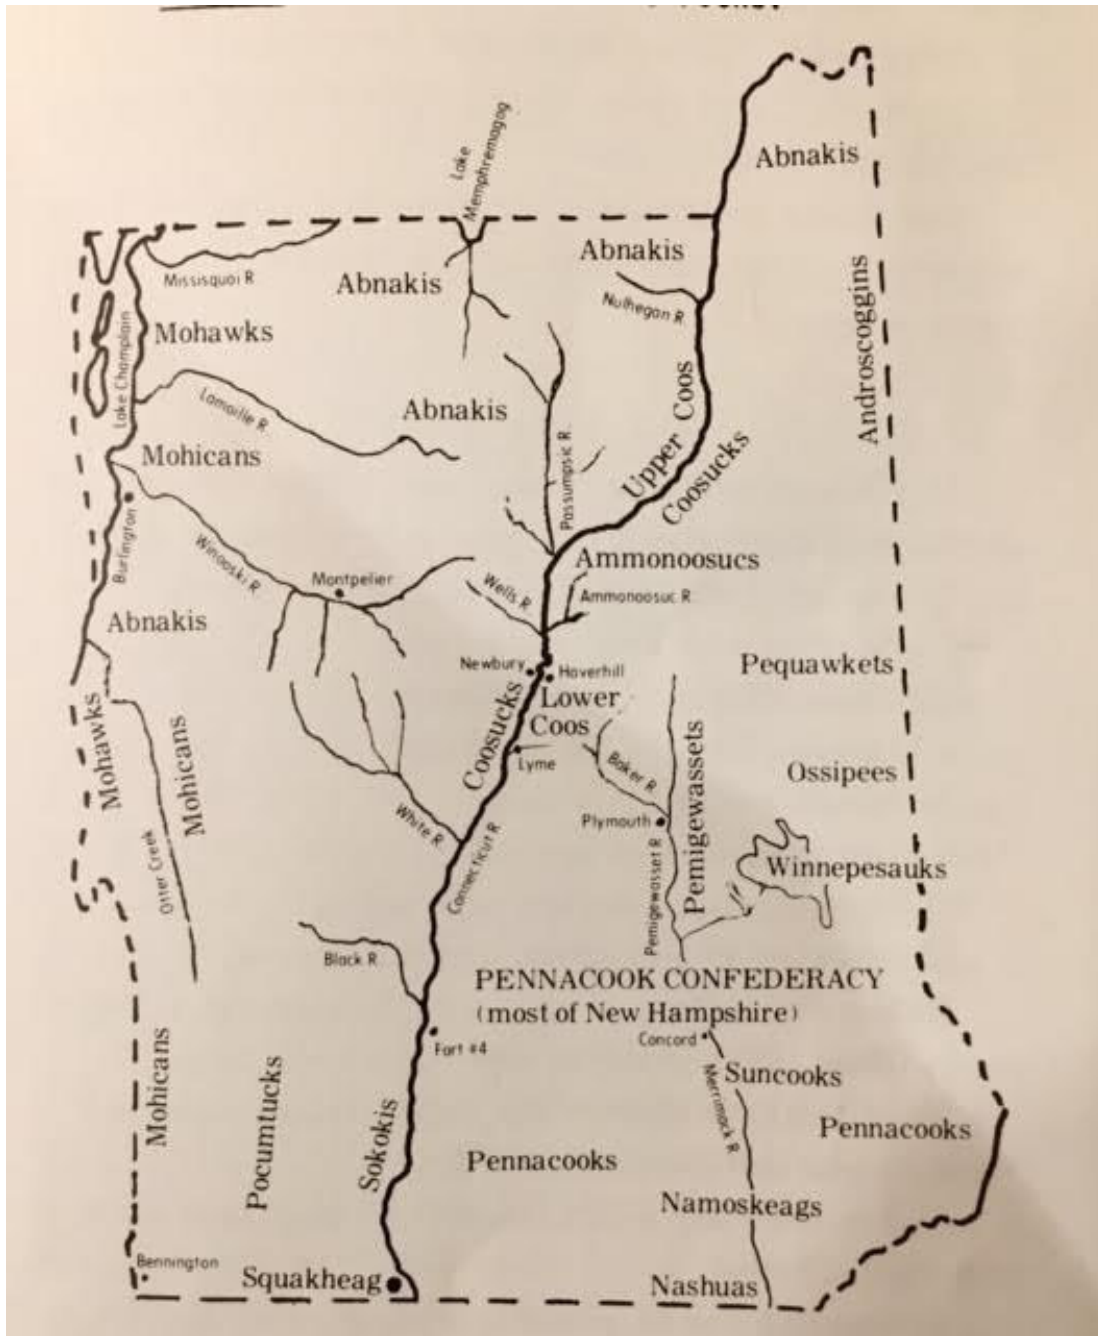 Abnakis
Lake
Memphremagog
Abnakis
Missisquoi R
Abnakis
Nulhegan R
Mohawks
Lake Champlain
Androscoggins
Lamoille R.
Abnakis
Upper Coos
Coosucks
Mohicans
Passumpsic R.
Burlington
Winooski R
Montpelier
Ammonoosucs
Wells R.
Ammonoosuc R.
Abnakis
Newbury
Haverhill
Pequawkets
Lower
Coos
Coosucks
Mohawks
Mohicans
Lyme
Baker R
Pemigewassets
Ossipees
Otter Creek
White R
Connecticut R
Plymouth
Pemigewasset R
Winnepesauks
Black R
PENNACOOK CONFEDERACY
(most of New Hampshire)
Fort #4
Concord
Mohicans
Pocumtucks
Sokokis
Merrimack R
Suncooks
Pennacooks
Pennacooks
Namoskeags
Bennington
Squakheag
Nashuas